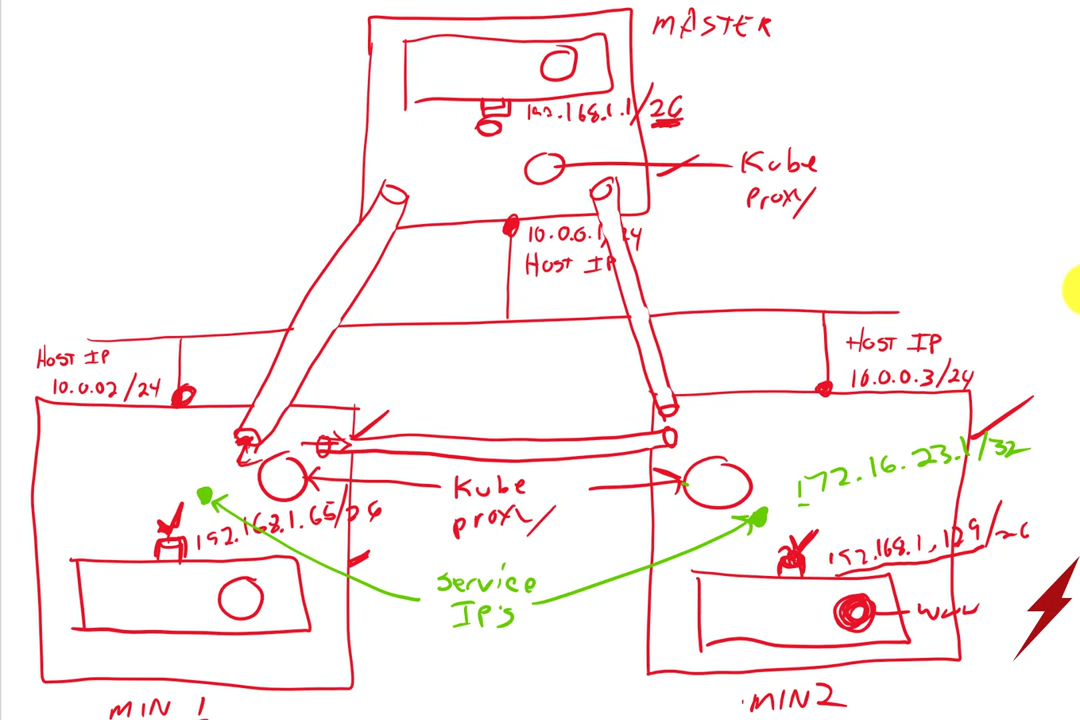 MASTER
192.168.1.1/26
Kube
proxy
10.0.0.1/24
Host IP
Host IP
10.0.02/24
Host IP
10.0.0.3/24
172.16.23.1/32
Kube
proxy
192.168.1.65/26
192.168.1.129/26
Service
IP's
www
MIN 1
MIN2